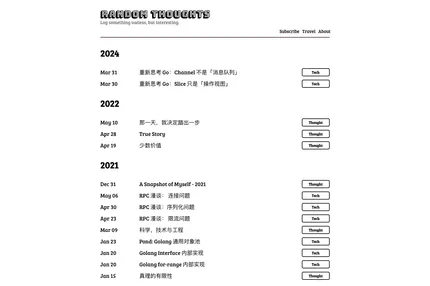 RANDOM THOUGHTS
Log something useless, but interesting.
Subscribe Travel About
2024
Mar 31 重新思考 Go：Channel 不是「消息队列」 Tech
Mar 30 重新思考 Go：Slice 只是「操作视图」 Tech
2022
May 10 那一天，我决定踏出一步 Thought
Apr 28 True Story Thought
Apr 19 少数价值 Thought
2021
Dec 31 A Snapshot of Myself - 2021 Thought
May 06 RPC 漫谈：连接问题 Tech
Apr 30 RPC 漫谈：序列化问题 Tech
Apr 23 RPC 漫谈：限流问题 Tech
Mar 09 科学，技术与工程 Thought
Jan 23 Pond: Golang 通用对象池 Tech
Jan 20 Golang Interface 内部实现 Tech
Jan 20 Golang for-range 内部实现 Tech
Jan 15 真理的有限性 Thought